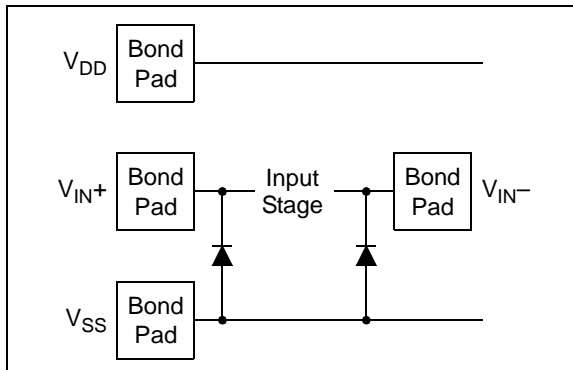 V_DD Bond Pad
V_IN+ Bond Pad Input Stage Bond Pad V_IN–
V_SS Bond Pad